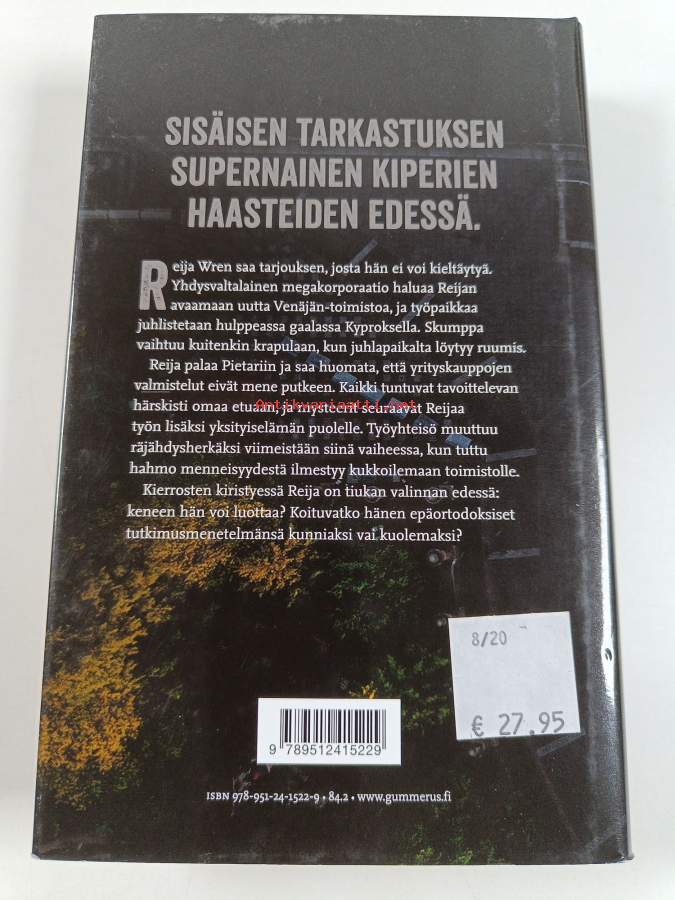 SISÄISEN TARKASTUKSEN
SUPERNAINEN KIPERIEN
HAASTEIDEN EDESSÄ.
Reija Wren saa tarjouksen, josta hän ei voi kieltäytyä.
Yhdysvaltalainen megakorporaatio haluaa Reijan
avaamaan uutta Venäjän-toimistoa, ja työpaikkaa
juhlistetaan hulppeassa gaalassa Kyproksella. Skumppa
vaihtuu kuitenkin krapulaan, kun juhlapaikalta löytyy ruumis.
Reija palaa Pietariin ja saa huomata, että yrityskauppojen
valmistelut eivät mene putkeen. Kaikki tuntuvat tavoittelevan
härskisti omaa etuaan, ja mysteerit seuraavat Reijaa
Antikvariaatti.net
työn lisäksi yksityiselämän puolelle. Työyhteisö muuttuu
räjähdysherkäksi viimeistään siinä vaiheessa, kun tuttu
hahmo menneisyydestä ilmestyy kukkoilemaan toimistolle.
Kierrosten kiristyessä Reija on tiukan valinnan edessä:
keneen hän voi luottaa? Koituvatko hänen epäortodoksiset
tutkimusmenetelmänsä kunniaksi vai kuolemaksi?
8/20
€ 27.95
9 789512415229
ISBN 978-951-24-1522-9 • 84.2 • www.gummerus.fi